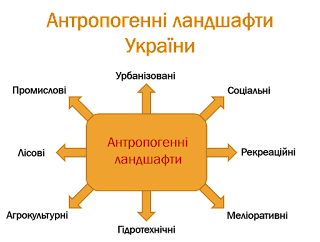 Антропогенні ландшафти
України
Урбанізовані
Промислові
Соціальні
Антропогенні
ландшафти
Лісові
Рекреаційні
Агрокультурні
Меліоративні
Гідротехнічні